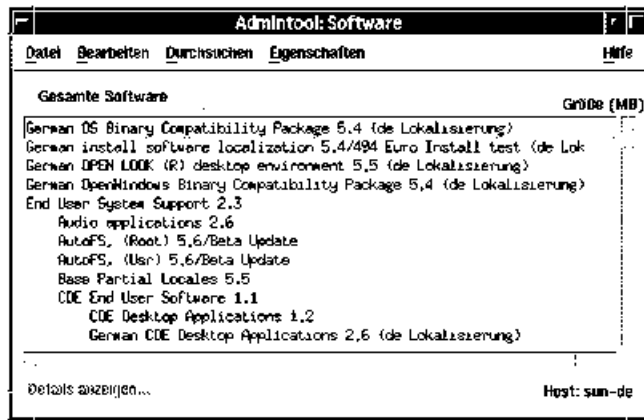 Admintool: Software
Datei Bearbeiten Durchsuchen Eigenschaften Hilfe
Gesamte Software
Größe (MB)
German OS Binary Compatibility Package 5.4 (de Lokalisierung)
German install software localization 5.4/494 Euro Install test (de Lok
German OPEN LOOK (R) desktop environment 5.5 (de Lokalisierung)
German OpenWindows Binary Compatibility Package 5.4 (de Lokalisierung)
End User System Support 2.3
Audio applications 2.6
AutoFS, (Root) 5.6/Beta Update
AutoFS, (Usr) 5.6/Beta Update
Base Partial Locales 5.5
CDE End User Software 1.1
CDE Desktop Applications 1.2
German CDE Desktop Applications 2.6 (de Lokalisierung)
Details anzeigen...
Host: sun-de